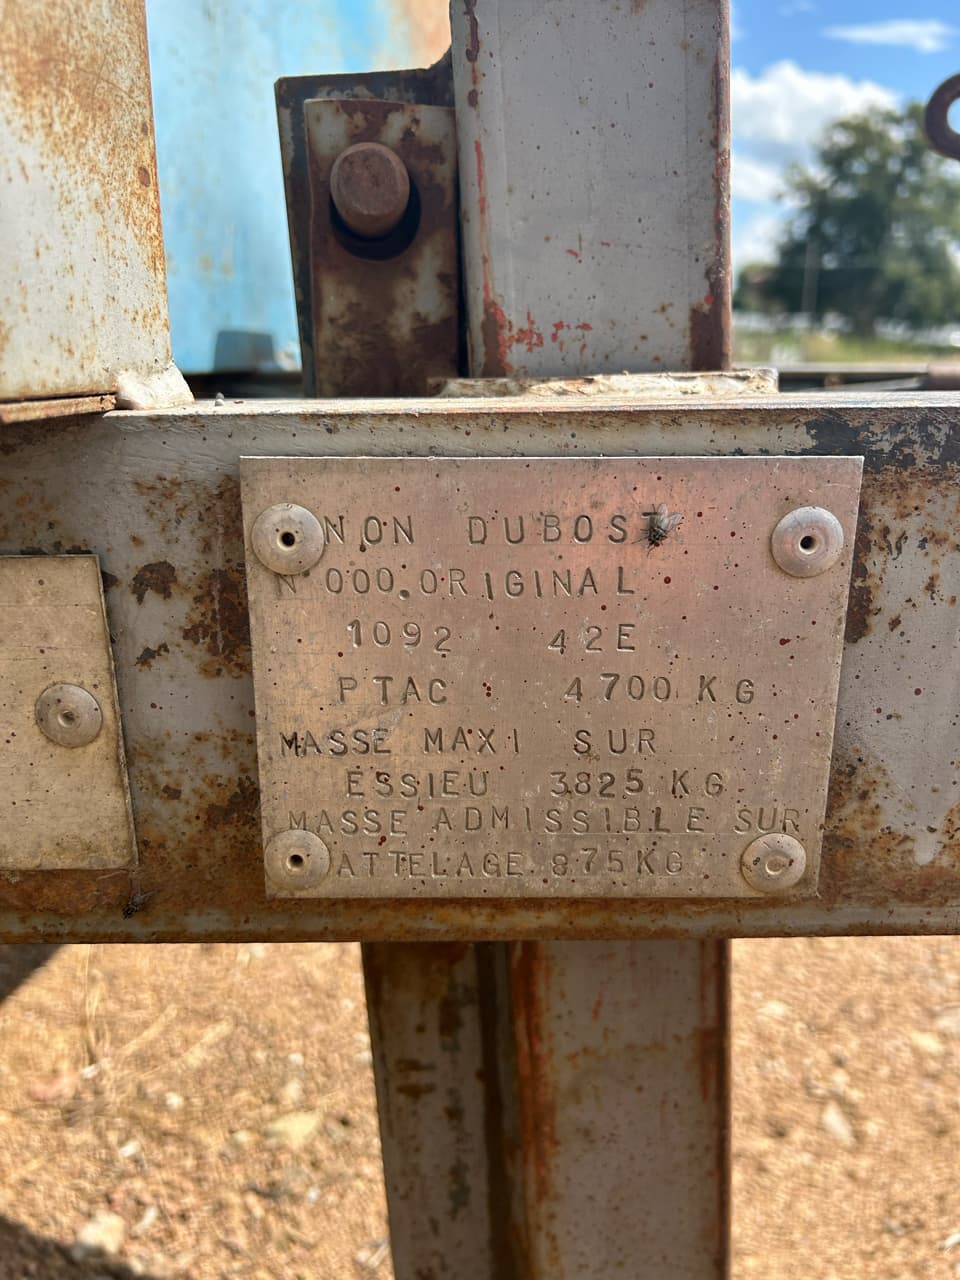 NON DUBOST
N° 000.ORIGINAL
1092 42E
PTAC 4700 KG
MASSE MAXI SUR
ESSIEU 3825 KG
MASSE ADMISSIBLE SUR
ATTELAGE 875KG